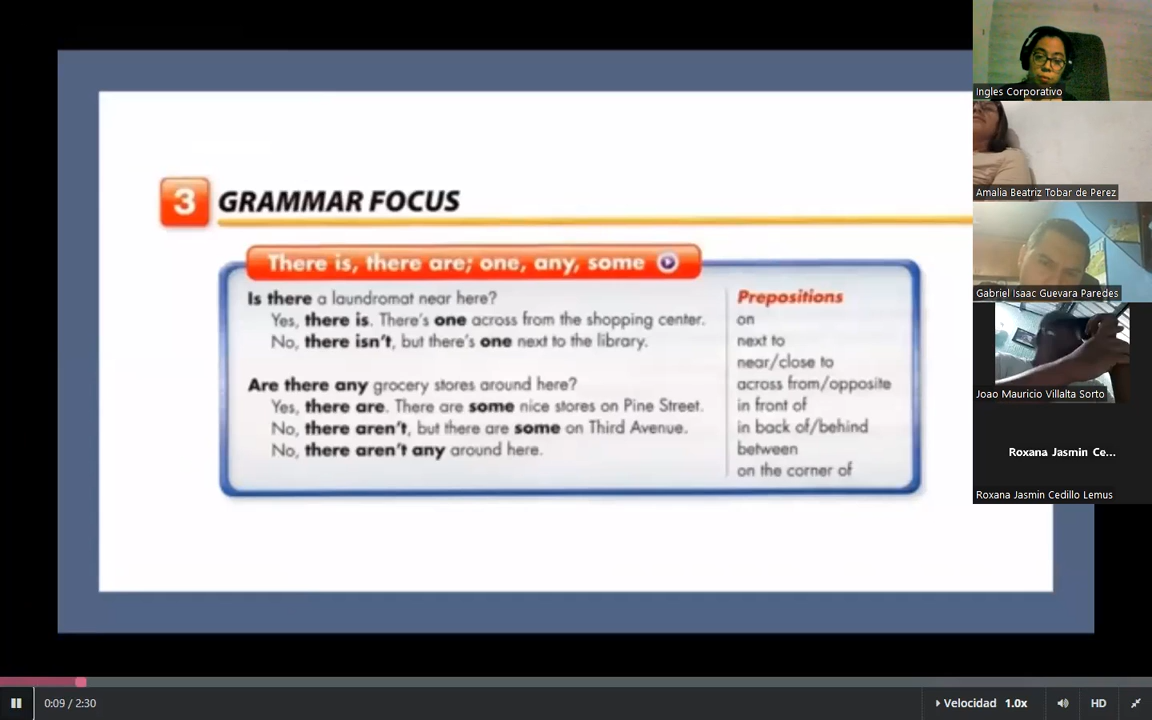 3 GRAMMAR FOCUS
There is, there are; one, any, some
Is there a laundromat near here?
Yes, there is. There's one across from the shopping center.
No, there isn't, but there's one next to the library.
Are there any grocery stores around here?
Yes, there are. There are some nice stores on Pine Street.
No, there aren't, but there are some on Third Avenue.
No, there aren't any around here.
Prepositions
on
next to
near/close to
across from/opposite
in front of
in back of/behind
between
on the corner of
Ingles Corporativo
Amalia Beatriz Tobar de Perez
Gabriel Isaac Guevara Paredes
Joao Mauricio Villalta Sorto
Roxana Jasmin Ce...
Roxana Jasmin Cedillo Lemus
0:09 / 2:30
Velocidad 1.0x
HD